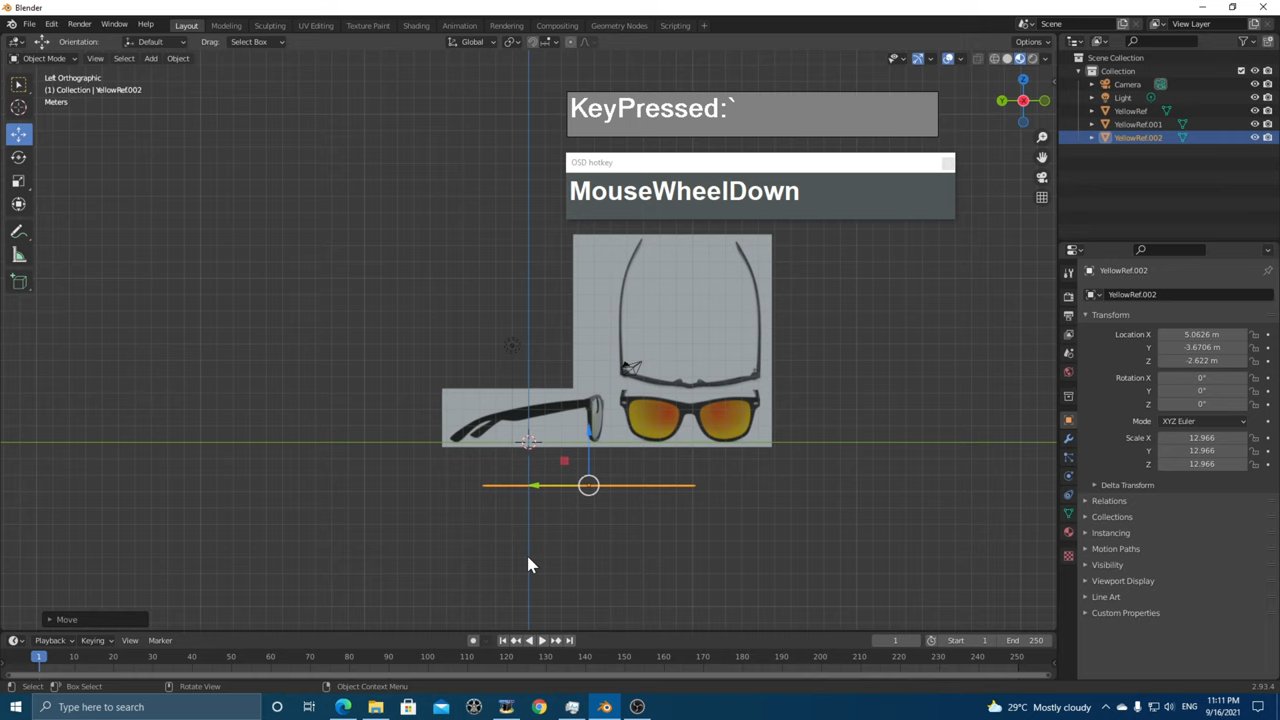 Blender
File Edit Render Window Help Layout Modeling Sculpting UV Editing Texture Paint Shading Animation Rendering Compositing Geometry Nodes Scripting + Scene View Layer
Orientation: Default Drag: Select Box Global Options
Object Mode View Select Add Object
Left Orthographic
(1) Collection | YellowRef.002
Meters
KeyPressed:`
OSD hotkey
MouseWheelDown
Z
Y
X
Scene Collection
Collection
Camera
Light
YellowRef
YellowRef.001
YellowRef.002
YellowRef.002
YellowRef.002
Transform
Location X 5.0626 m
Y -3.6706 m
Z -2.622 m
Rotation X 0°
Y 0°
Z 0°
Mode XYZ Euler
Scale X 12.966
Y 12.966
Z 12.966
Delta Transform
Relations
Collections
Instancing
Motion Paths
Visibility
Viewport Display
Line Art
Custom Properties
Move
Playback Keying View Marker 1 Start 1 End 250
1 10 20 30 40 50 60 70 80 90 100 110 120 130 140 150 160 170 180 190 200 210 220 230 240 250
Select Box Select Rotate View Object Context Menu 2.93.4
Type here to search 29°C Mostly cloudy 11:11 PM
9/16/2021